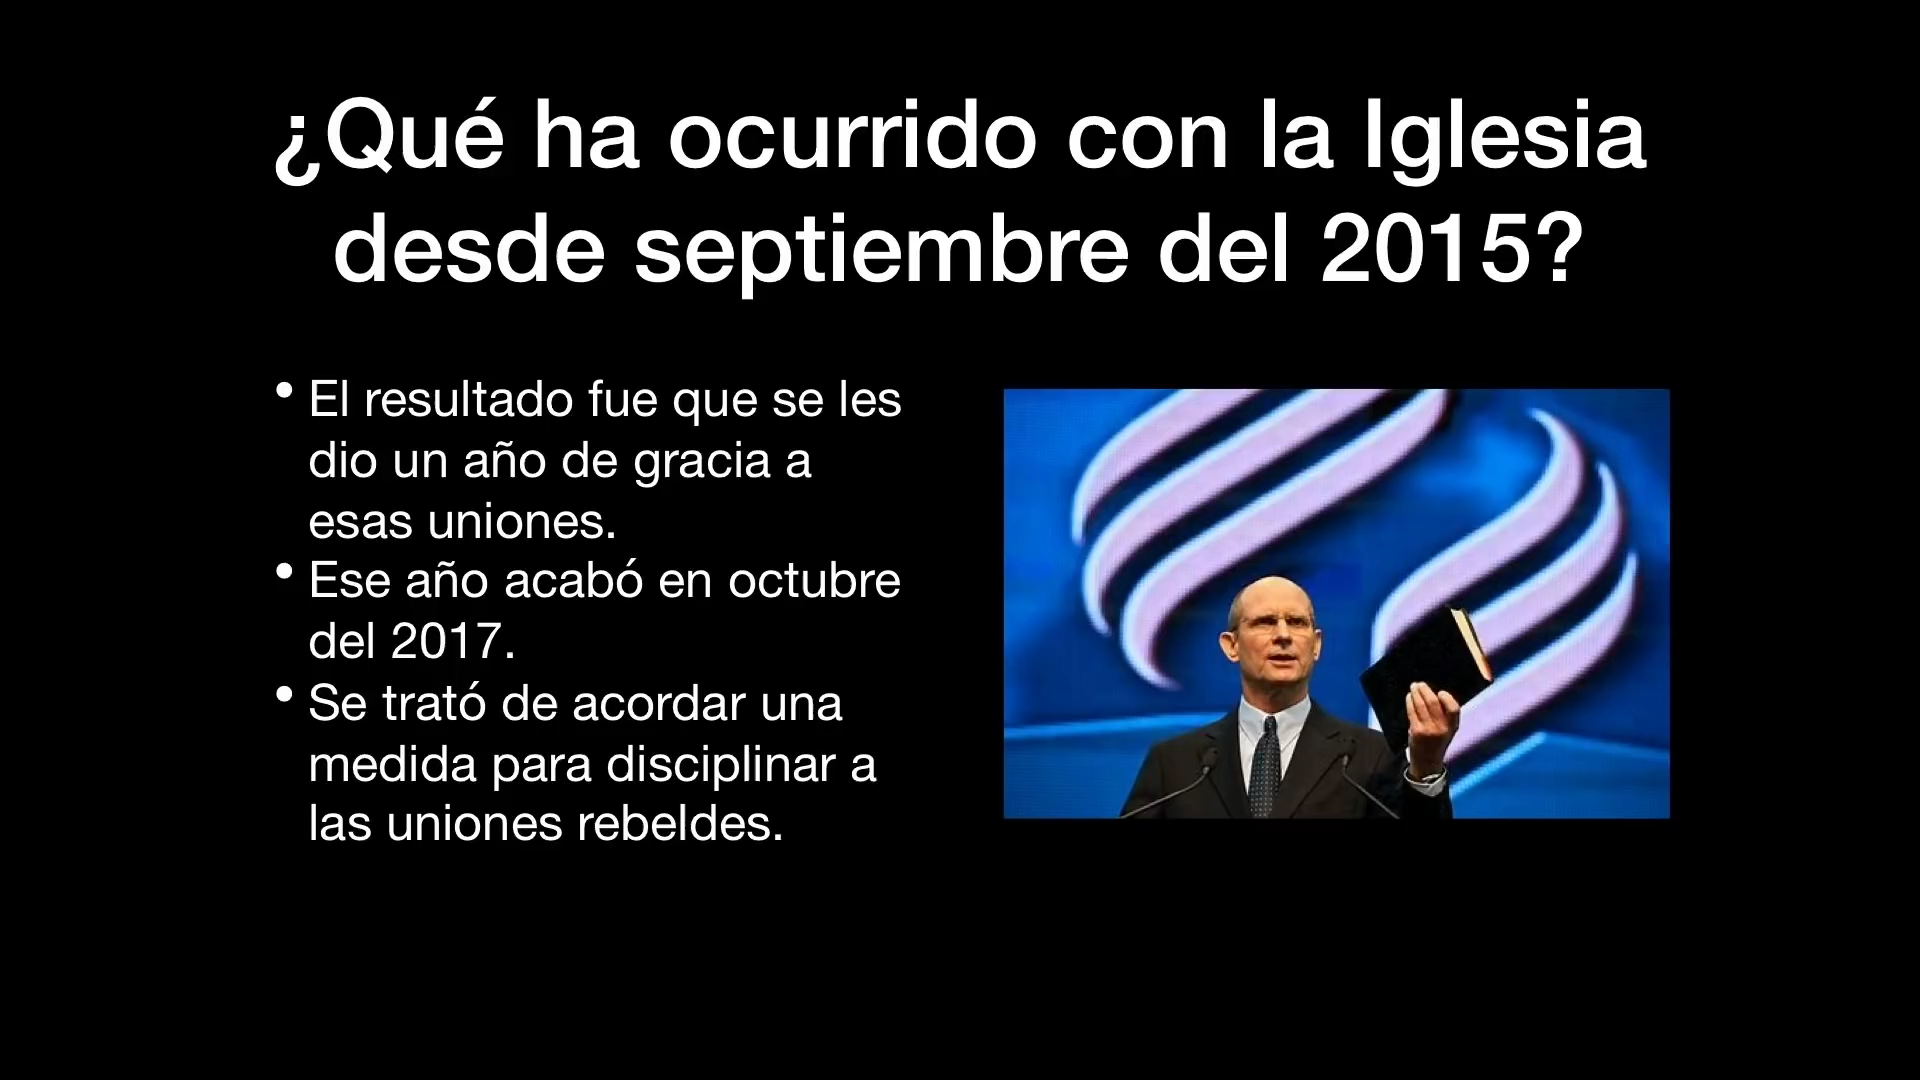 ¿Qué ha ocurrido con la Iglesia
desde septiembre del 2015?
• El resultado fue que se les
dio un año de gracia a
esas uniones.
• Ese año acabó en octubre
del 2017.
• Se trató de acordar una
medida para disciplinar a
las uniones rebeldes.